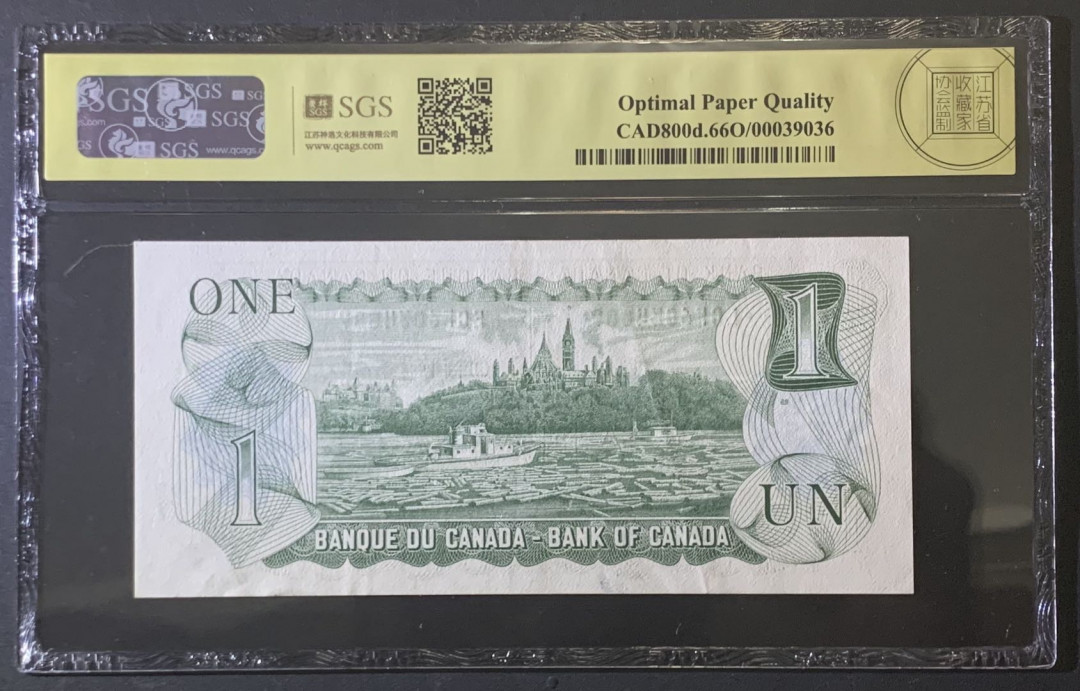 SGS
SGS
SGS
www.qcags.c
SGS
江苏神逸文化科技有限公司
www.qcags.com
Optimal Paper Quality
CAD800d.66O/00039036
江苏省
收藏家
协会监制
ONE
1
1
UN
BANQUE DU CANADA - BANK OF CANADA